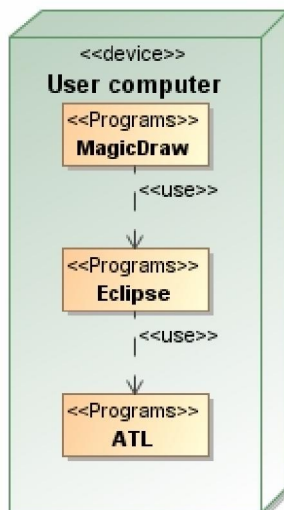 <<device>>
User computer
<<Programs>>
MagicDraw
<<use>>
<<Programs>>
Eclipse
<<use>>
<<Programs>>
ATL